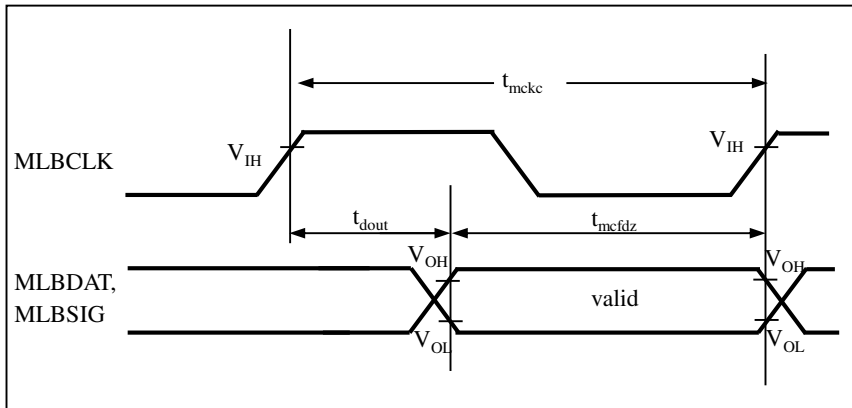 t_mckc
MLBCLK
V_IH
V_IH
t_dout
t_mcfdz
V_OH
V_OH
MLBDAT,
MLBSIG
valid
V_OL
V_OL